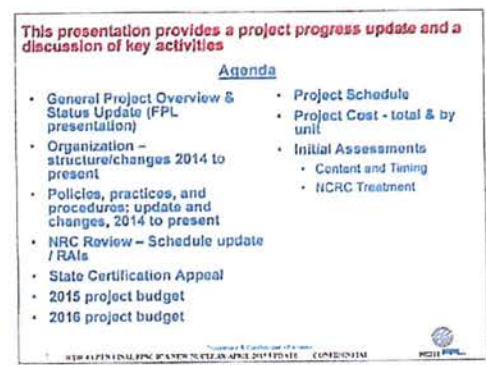 This presentation provides a project progress update and a
discussion of key activities
Agenda
• General Project Overview &
Status Update (FPL
presentation)
• Organization –
structure/changes 2014 to
present
• Policies, practices, and
procedures; update and
changes, 2014 to present
• NRC Review – Schedule update
/ RAIs
• State Certification Appeal
• 2015 project budget
• 2016 project budget
• Project Schedule
• Project Cost - total & by
unit
• Initial Assessments
• Content and Timing
• NCRC Treatment
CONFIDENTIAL
FPL